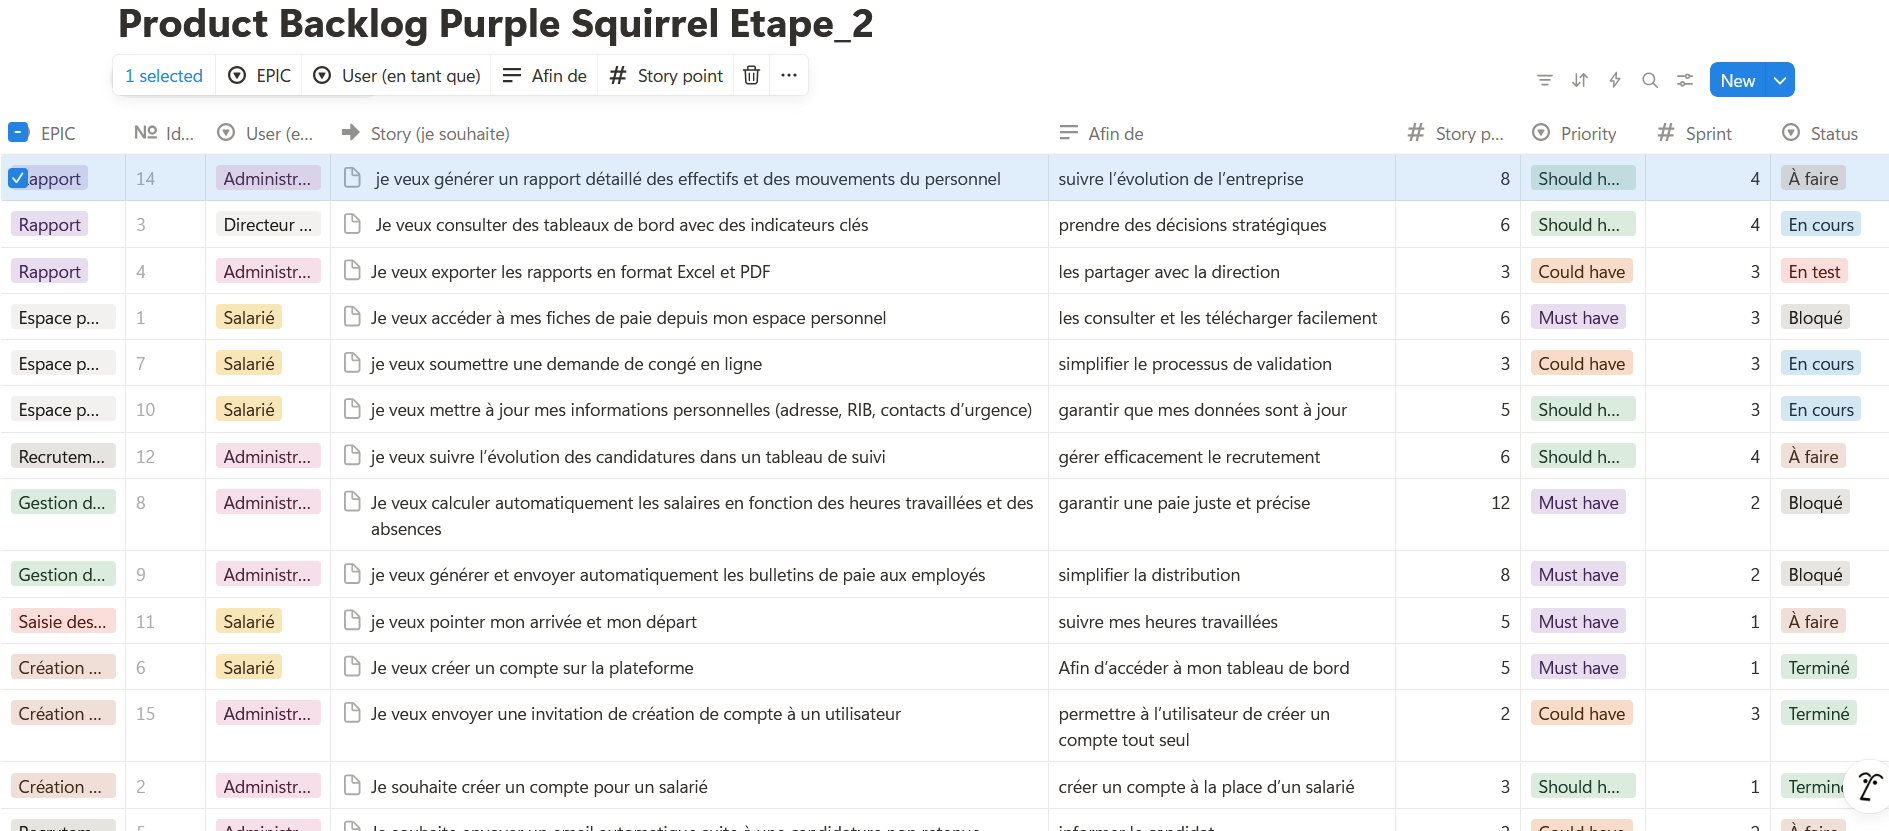 Product Backlog Purple Squirrel Etape_2
1 selected EPIC User (en tant que) Afin de # Story point ...
New
EPIC Nº Id... User (e... Story (je souhaite) Afin de # Story p... Priority # Sprint Status
apport 14 Administr... je veux générer un rapport détaillé des effectifs et des mouvements du personnel suivre l’évolution de l’entreprise 8 Should h... 4 À faire
Rapport 3 Directeur ... Je veux consulter des tableaux de bord avec des indicateurs clés prendre des décisions stratégiques 6 Should h... 4 En cours
Rapport 4 Administr... Je veux exporter les rapports en format Excel et PDF les partager avec la direction 3 Could have 3 En test
Espace p... 1 Salarié Je veux accéder à mes fiches de paie depuis mon espace personnel les consulter et les télécharger facilement 6 Must have 3 Bloqué
Espace p... 7 Salarié je veux soumettre une demande de congé en ligne simplifier le processus de validation 3 Could have 3 En cours
Espace p... 10 Salarié je veux mettre à jour mes informations personnelles (adresse, RIB, contacts d’urgence) garantir que mes données sont à jour 5 Should h... 3 En cours
Recrutem... 12 Administr... je veux suivre l’évolution des candidatures dans un tableau de suivi gérer efficacement le recrutement 6 Should h... 4 À faire
Gestion d... 8 Administr... Je veux calculer automatiquement les salaires en fonction des heures travaillées et des garantir une paie juste et précise 12 Must have 2 Bloqué
absences
Gestion d... 9 Administr... je veux générer et envoyer automatiquement les bulletins de paie aux employés simplifier la distribution 8 Must have 2 Bloqué
Saisie des... 11 Salarié je veux pointer mon arrivée et mon départ suivre mes heures travaillées 5 Must have 1 À faire
Création ... 6 Salarié Je veux créer un compte sur la plateforme Afin d’accéder à mon tableau de bord 5 Must have 1 Terminé
Création ... 15 Administr... Je veux envoyer une invitation de création de compte à un utilisateur permettre à l’utilisateur de créer un 2 Could have 3 Terminé
compte tout seul
Création ... 2 Administr... Je souhaite créer un compte pour un salarié créer un compte à la place d’un salarié 3 Should h... 1 Termin